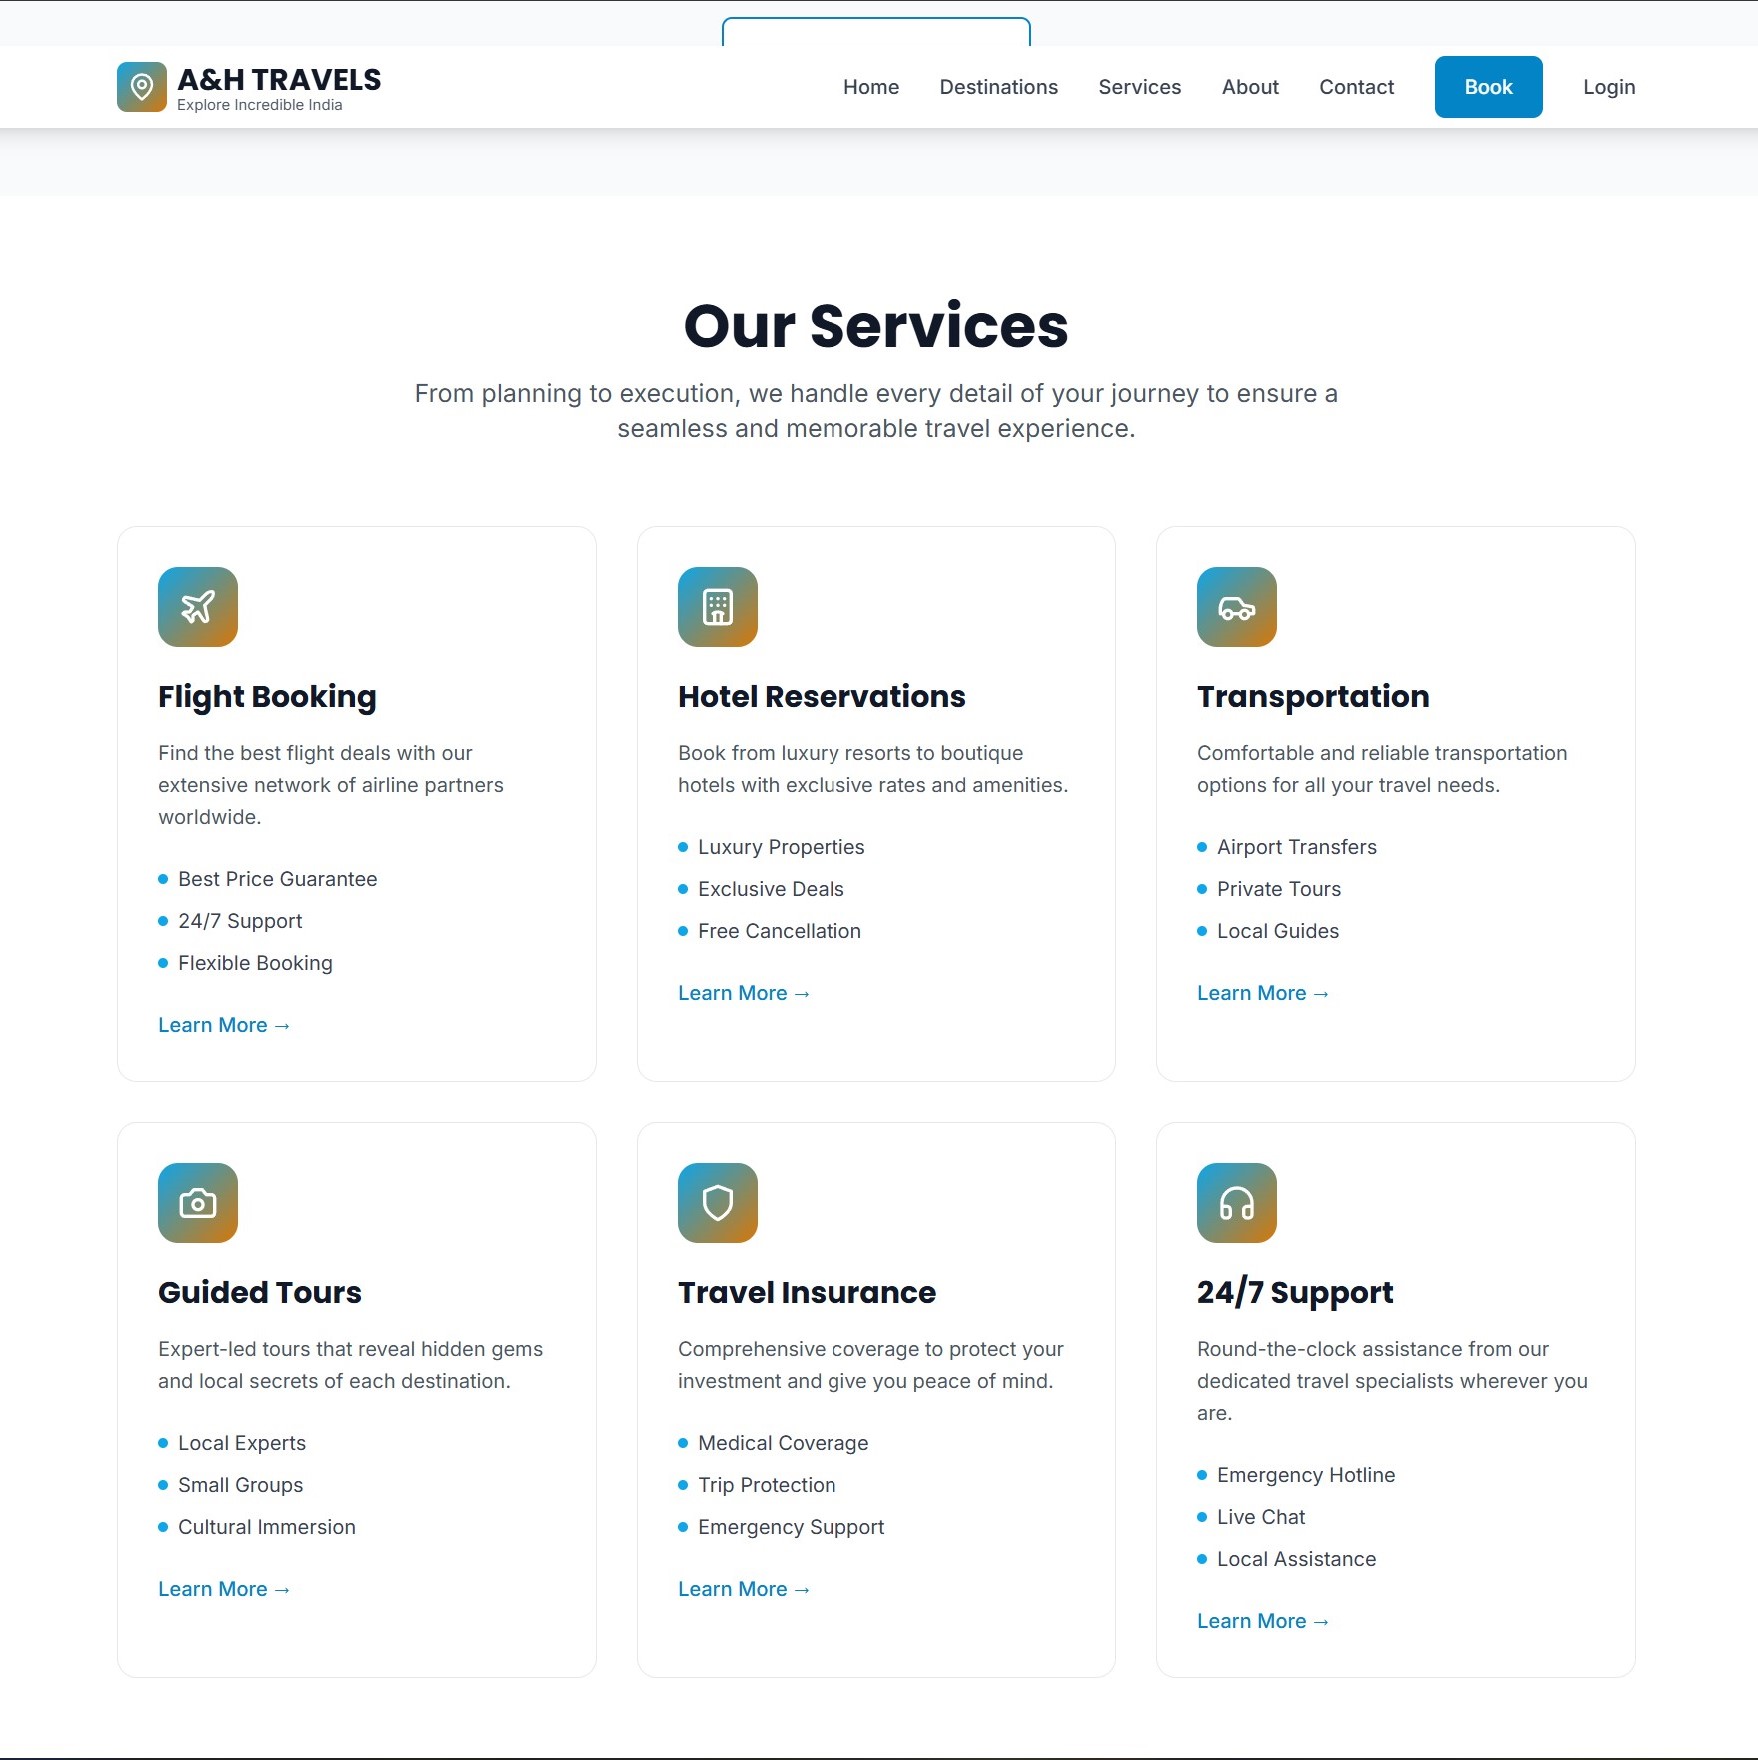 A&H TRAVELS
Explore Incredible India
Home Destinations Services About Contact Book Login
Our Services
From planning to execution, we handle every detail of your journey to ensure a
seamless and memorable travel experience.
Flight Booking
Find the best flight deals with our
extensive network of airline partners
worldwide.
Best Price Guarantee
24/7 Support
Flexible Booking
Learn More →
Hotel Reservations
Book from luxury resorts to boutique
hotels with exclusive rates and amenities.
Luxury Properties
Exclusive Deals
Free Cancellation
Learn More →
Transportation
Comfortable and reliable transportation
options for all your travel needs.
Airport Transfers
Private Tours
Local Guides
Learn More →
Guided Tours
Expert-led tours that reveal hidden gems
and local secrets of each destination.
Local Experts
Small Groups
Cultural Immersion
Learn More →
Travel Insurance
Comprehensive coverage to protect your
investment and give you peace of mind.
Medical Coverage
Trip Protection
Emergency Support
Learn More →
24/7 Support
Round-the-clock assistance from our
dedicated travel specialists wherever you
are.
Emergency Hotline
Live Chat
Local Assistance
Learn More →